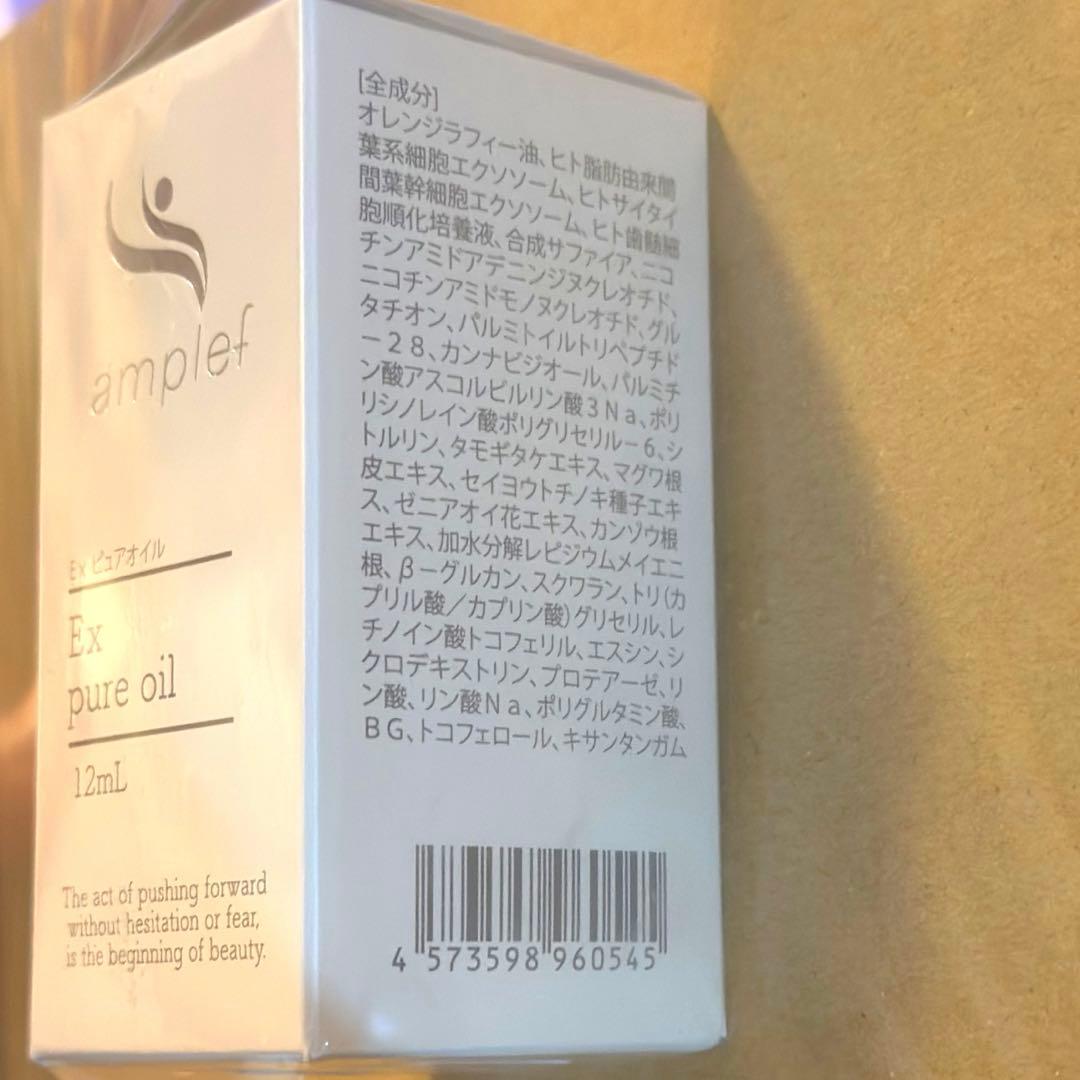 amplef
Ex ピュアオイル
Ex
pure oil
12mL
The act of pushing forward
without hesitation or fear,
is the beginning of beauty.
[全成分]
オレンジラフィー油、ヒト脂肪由来間
葉系細胞エクソソーム、ヒトサイタイ
間葉幹細胞エクソソーム、ヒト歯髄細
胞順化培養液、合成サファイア、ニコ
チンアミドアデニンジヌクレオチド、
ニコチンアミドモノヌクレオチド、グル
タチオン、パルミトイルトリペプチド
ー２８、カンナビジオール、パルミチ
ン酸アスコルビルリン酸３Ｎａ、ポリ
リシノレイン酸ポリグリセリルー６、シ
トルリン、タモギタケエキス、マグワ根
皮エキス、セイヨウトチノキ種子エキ
ス、ゼニアオイ花エキス、カンゾウ根
エキス、加水分解レピジウムメイエニ
根、βーグルカン、スクワラン、トリ（カ
プリル酸／カプリン酸）グリセリル、レ
チノイン酸トコフェリル、エスシン、シ
クロデキストリン、プロテアーゼ、リ
ン酸、リン酸Ｎａ、ポリグルタミン酸、
ＢＧ、トコフェロール、キサンタンガム
4 573598 960545